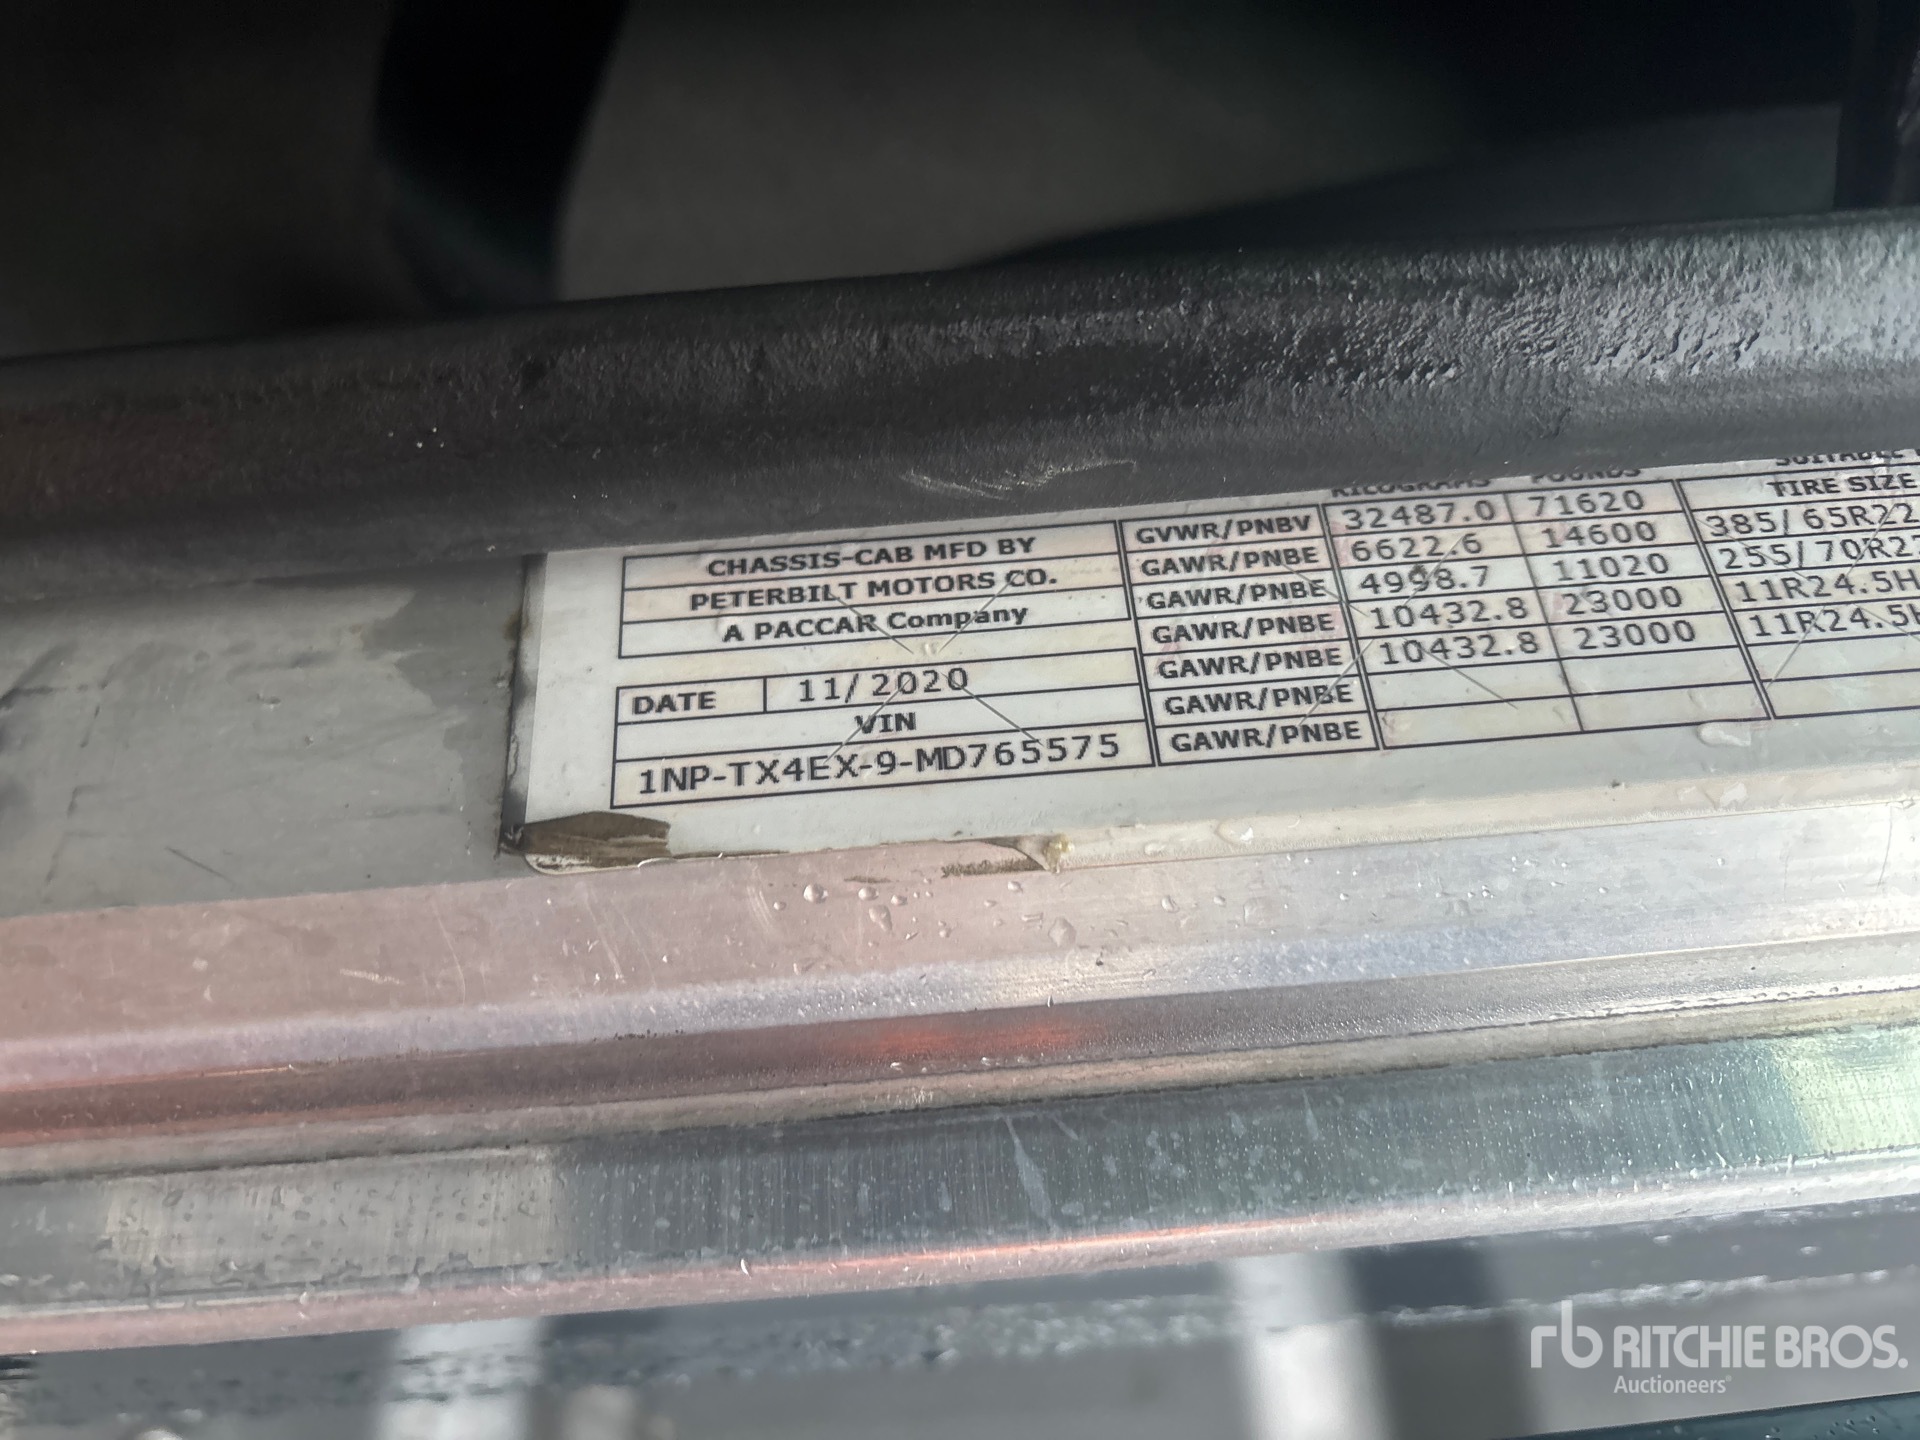 KILOGRAMS POUNDS SUITABLE
TIRE SIZE
CHASSIS-CAB MFD BY
PETERBILT MOTORS CO.
A PACCAR Company
DATE 11/2020
VIN
1NP-TX4EX-9-MD765575
GVWR/PNBV 32487.0 71620
GAWR/PNBE 6622.6 14600 385/65R22
GAWR/PNBE 4998.7 11020 255/70R22
GAWR/PNBE 10432.8 23000 11R24.5H
GAWR/PNBE 10432.8 23000 11R24.5H
GAWR/PNBE
GAWR/PNBE
rb RITCHIE BROS.
Auctioneers